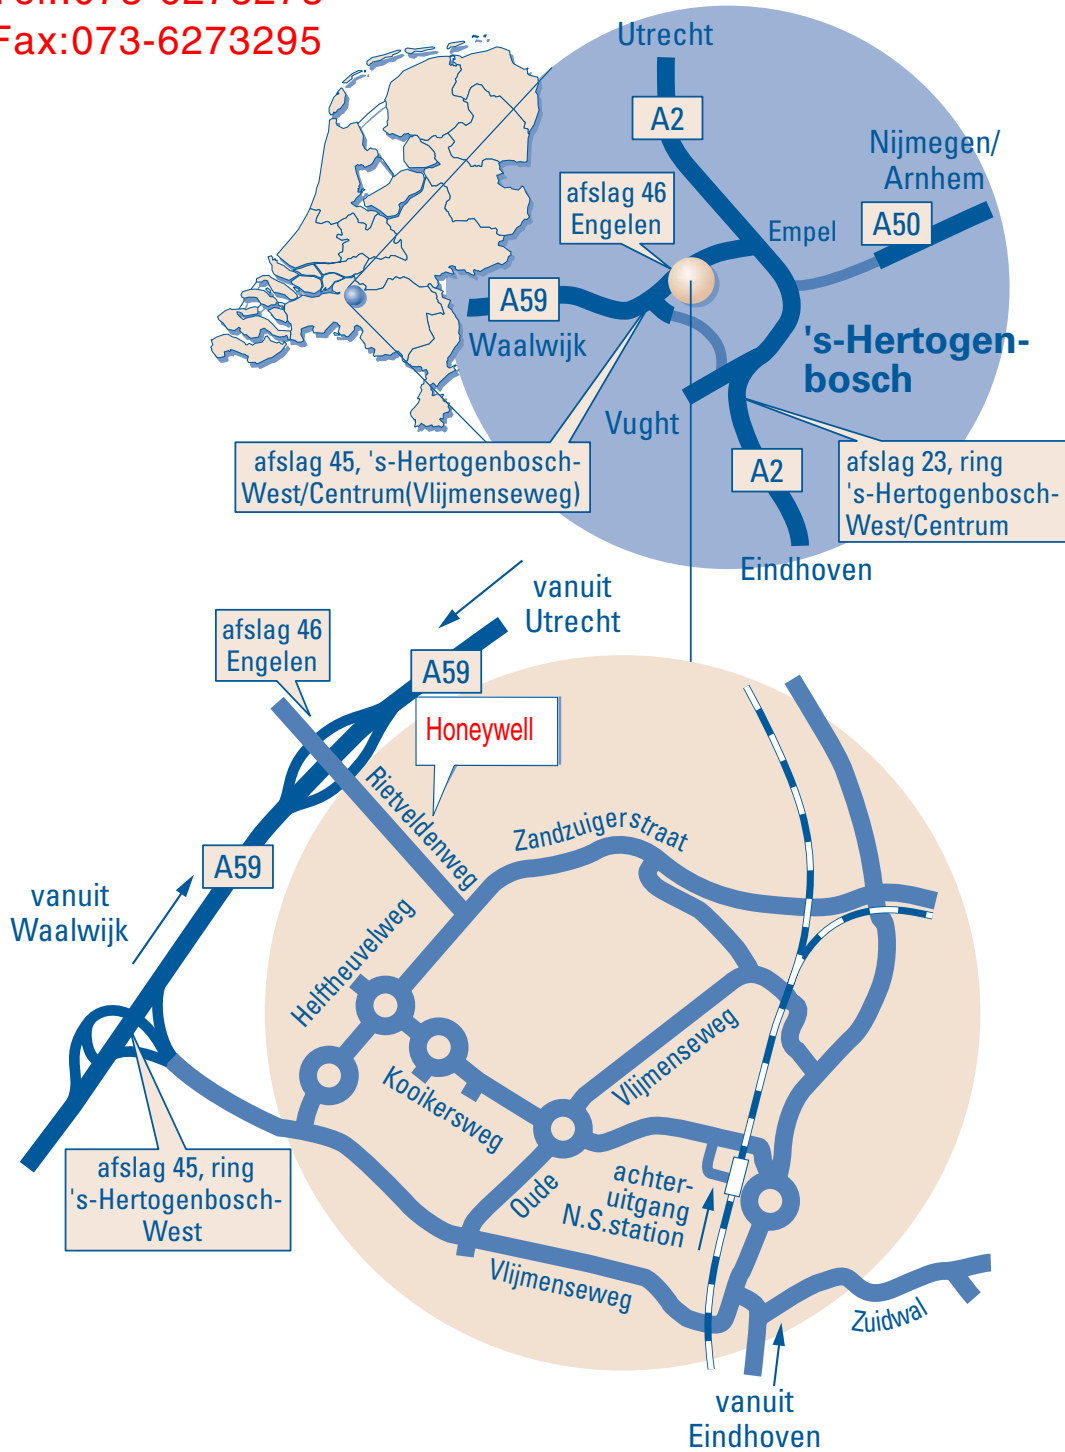 Fax:073-6273295
Utrecht
A2
Nijmegen/
Arnhem
afslag 46
Engelen
Empel
A50
A59
Waalwijk
's-Hertogen-
bosch
Vught
afslag 45, 's-Hertogenbosch-
West/Centrum(Vlijmenseweg)
A2
afslag 23, ring
's-Hertogenbosch-
West/Centrum
Eindhoven
vanuit
Utrecht
afslag 46
Engelen
A59
Honeywell
Rietveldenweg
Zandzuigerstraat
A59
vanuit
Waalwijk
Helftheuvelweg
Kooikersweg
Vlijmenseweg
Oude
achter-
uitgang
N.S.station
afslag 45, ring
's-Hertogenbosch-
West
Vlijmenseweg
Zuidwal
vanuit
Eindhoven